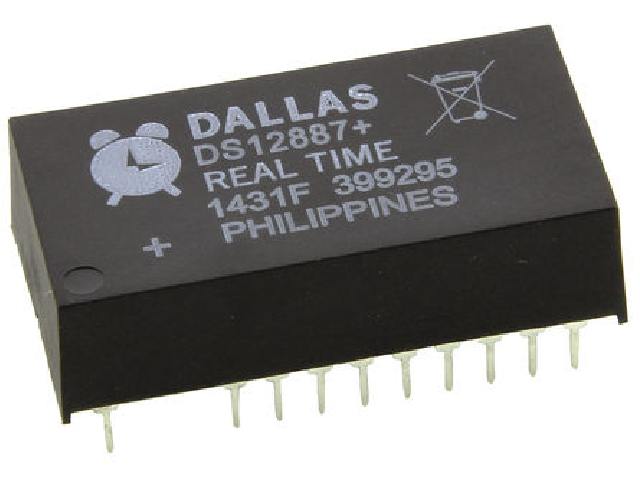 DALLAS
DS12887+
REAL TIME
1431F 399295
PHILIPPINES
+